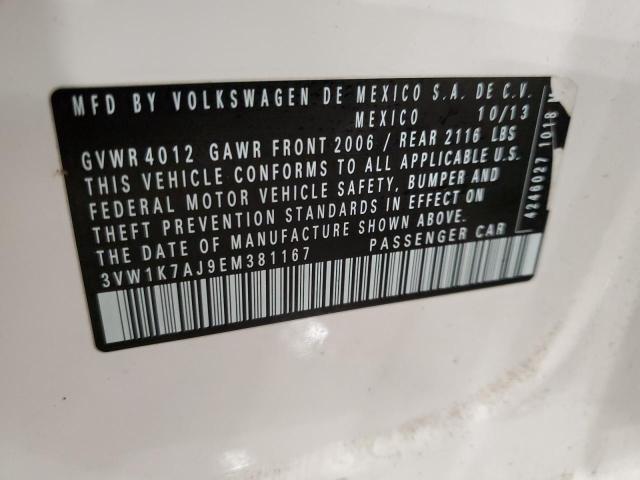 MFD BY VOLKSWAGEN DE MEXICO S.A. DE C.V.
MEXICO 10/13
GVWR 4012 GAWR FRONT 2006 / REAR 2116 LBS
THIS VEHICLE CONFORMS TO ALL APPLICABLE U.S.
FEDERAL MOTOR VEHICLE SAFETY, BUMPER AND
THEFT PREVENTION STANDARDS IN EFFECT ON
THE DATE OF MANUFACTURE SHOWN ABOVE.
3VW1K7AJ9EM381167 PASSENGER CAR
4248027 1018